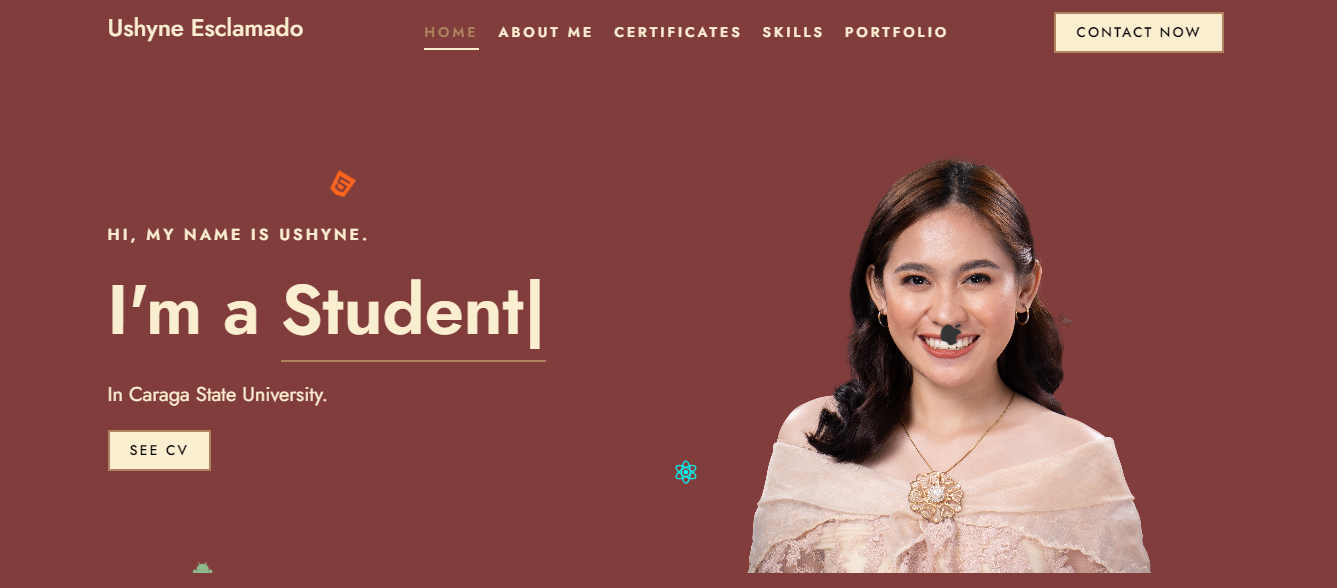 Ushyne Esclamado
HOME ABOUT ME CERTIFICATES SKILLS PORTFOLIO
CONTACT NOW
HI, MY NAME IS USHYNE.
I'm a Student|
In Caraga State University.
SEE CV